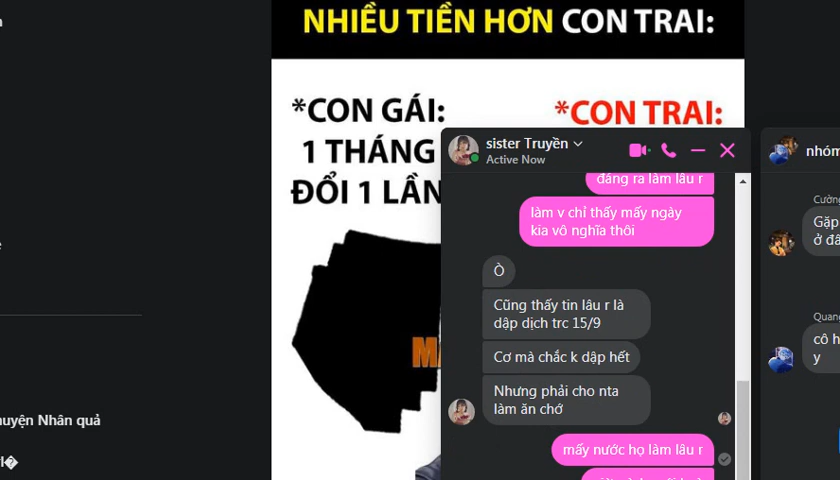 NHIỀU TIỀN HƠN CON TRAI:
*CON GÁI:
*CON TRAI:
1 THÁNG
ĐỔI 1 LẦN
sister Truyền
Active Now
đáng ra làm lâu r
làm v chỉ thấy mấy ngày
kia vô nghĩa thôi
Ò
Cũng thấy tin lâu r là
dập dịch trc 15/9
Cơ mà chắc k dập hết
Nhưng phải cho nta
làm ăn chớ
mấy nước họ làm lâu r
nhóm
Cường
Gặp
ở đâ
Quang
cô h
y
huyện Nhân quả